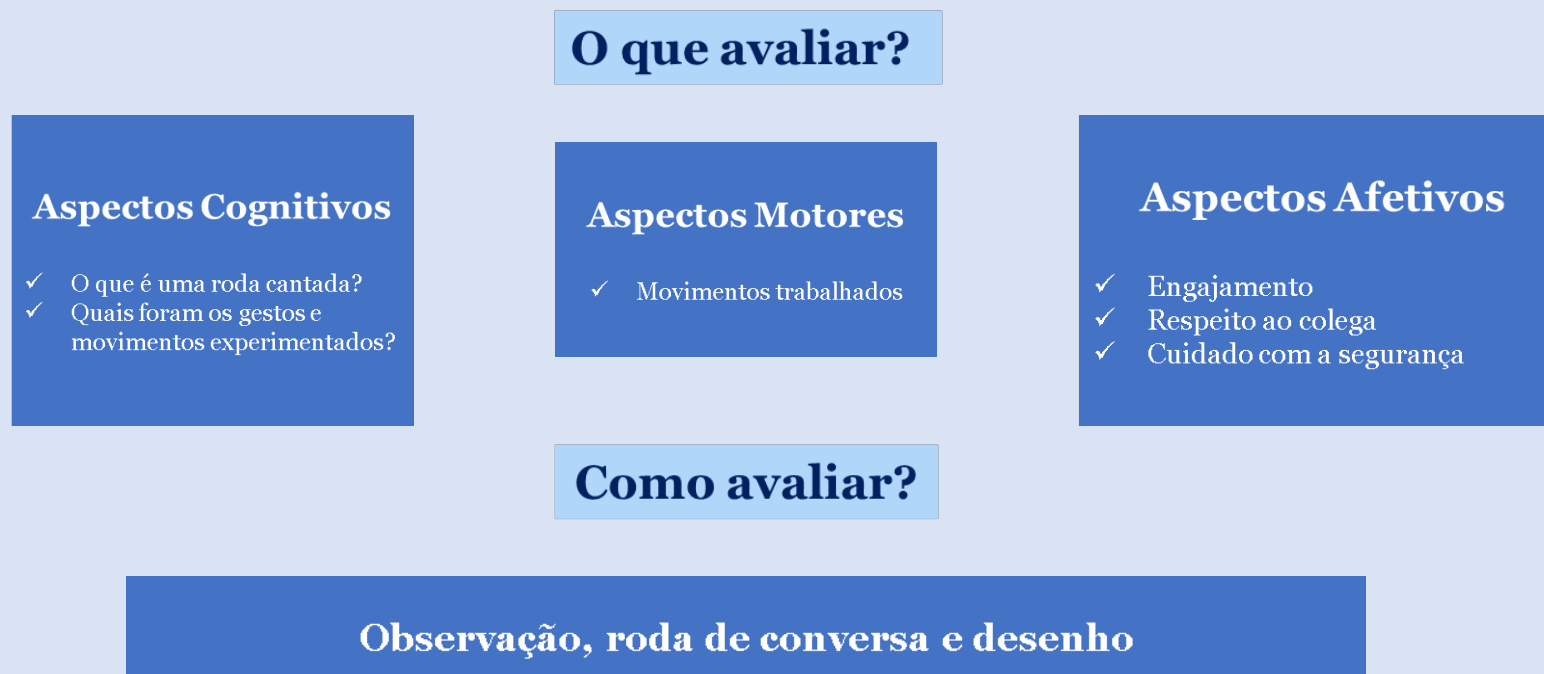 O que avaliar?
Aspectos Cognitivos
✓ O que é uma roda cantada?
✓ Quais foram os gestos e
movimentos experimentados?
Aspectos Motores
✓ Movimentos trabalhados
Aspectos Afetivos
✓ Engajamento
✓ Respeito ao colega
✓ Cuidado com a segurança
Como avaliar?
Observação, roda de conversa e desenho